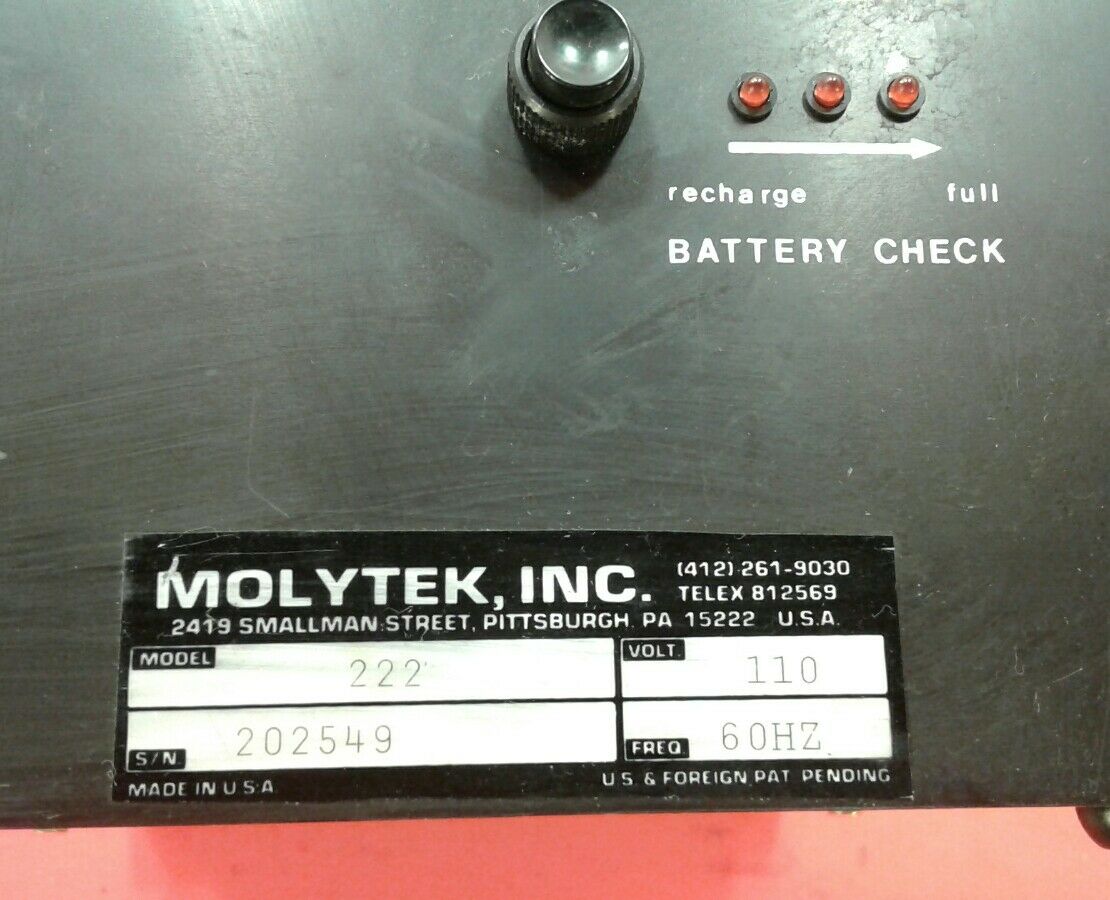 recharge full
BATTERY CHECK
MOLYTEK, INC.
(412) 261-9030
TELEX 812569
2419 SMALLMAN STREET, PITTSBURGH, PA 15222 U.S.A.
MODEL 222
VOLT. 110
S/N. 202549
FREQ. 60HZ
MADE IN U.S.A.
U.S. & FOREIGN PAT. PENDING